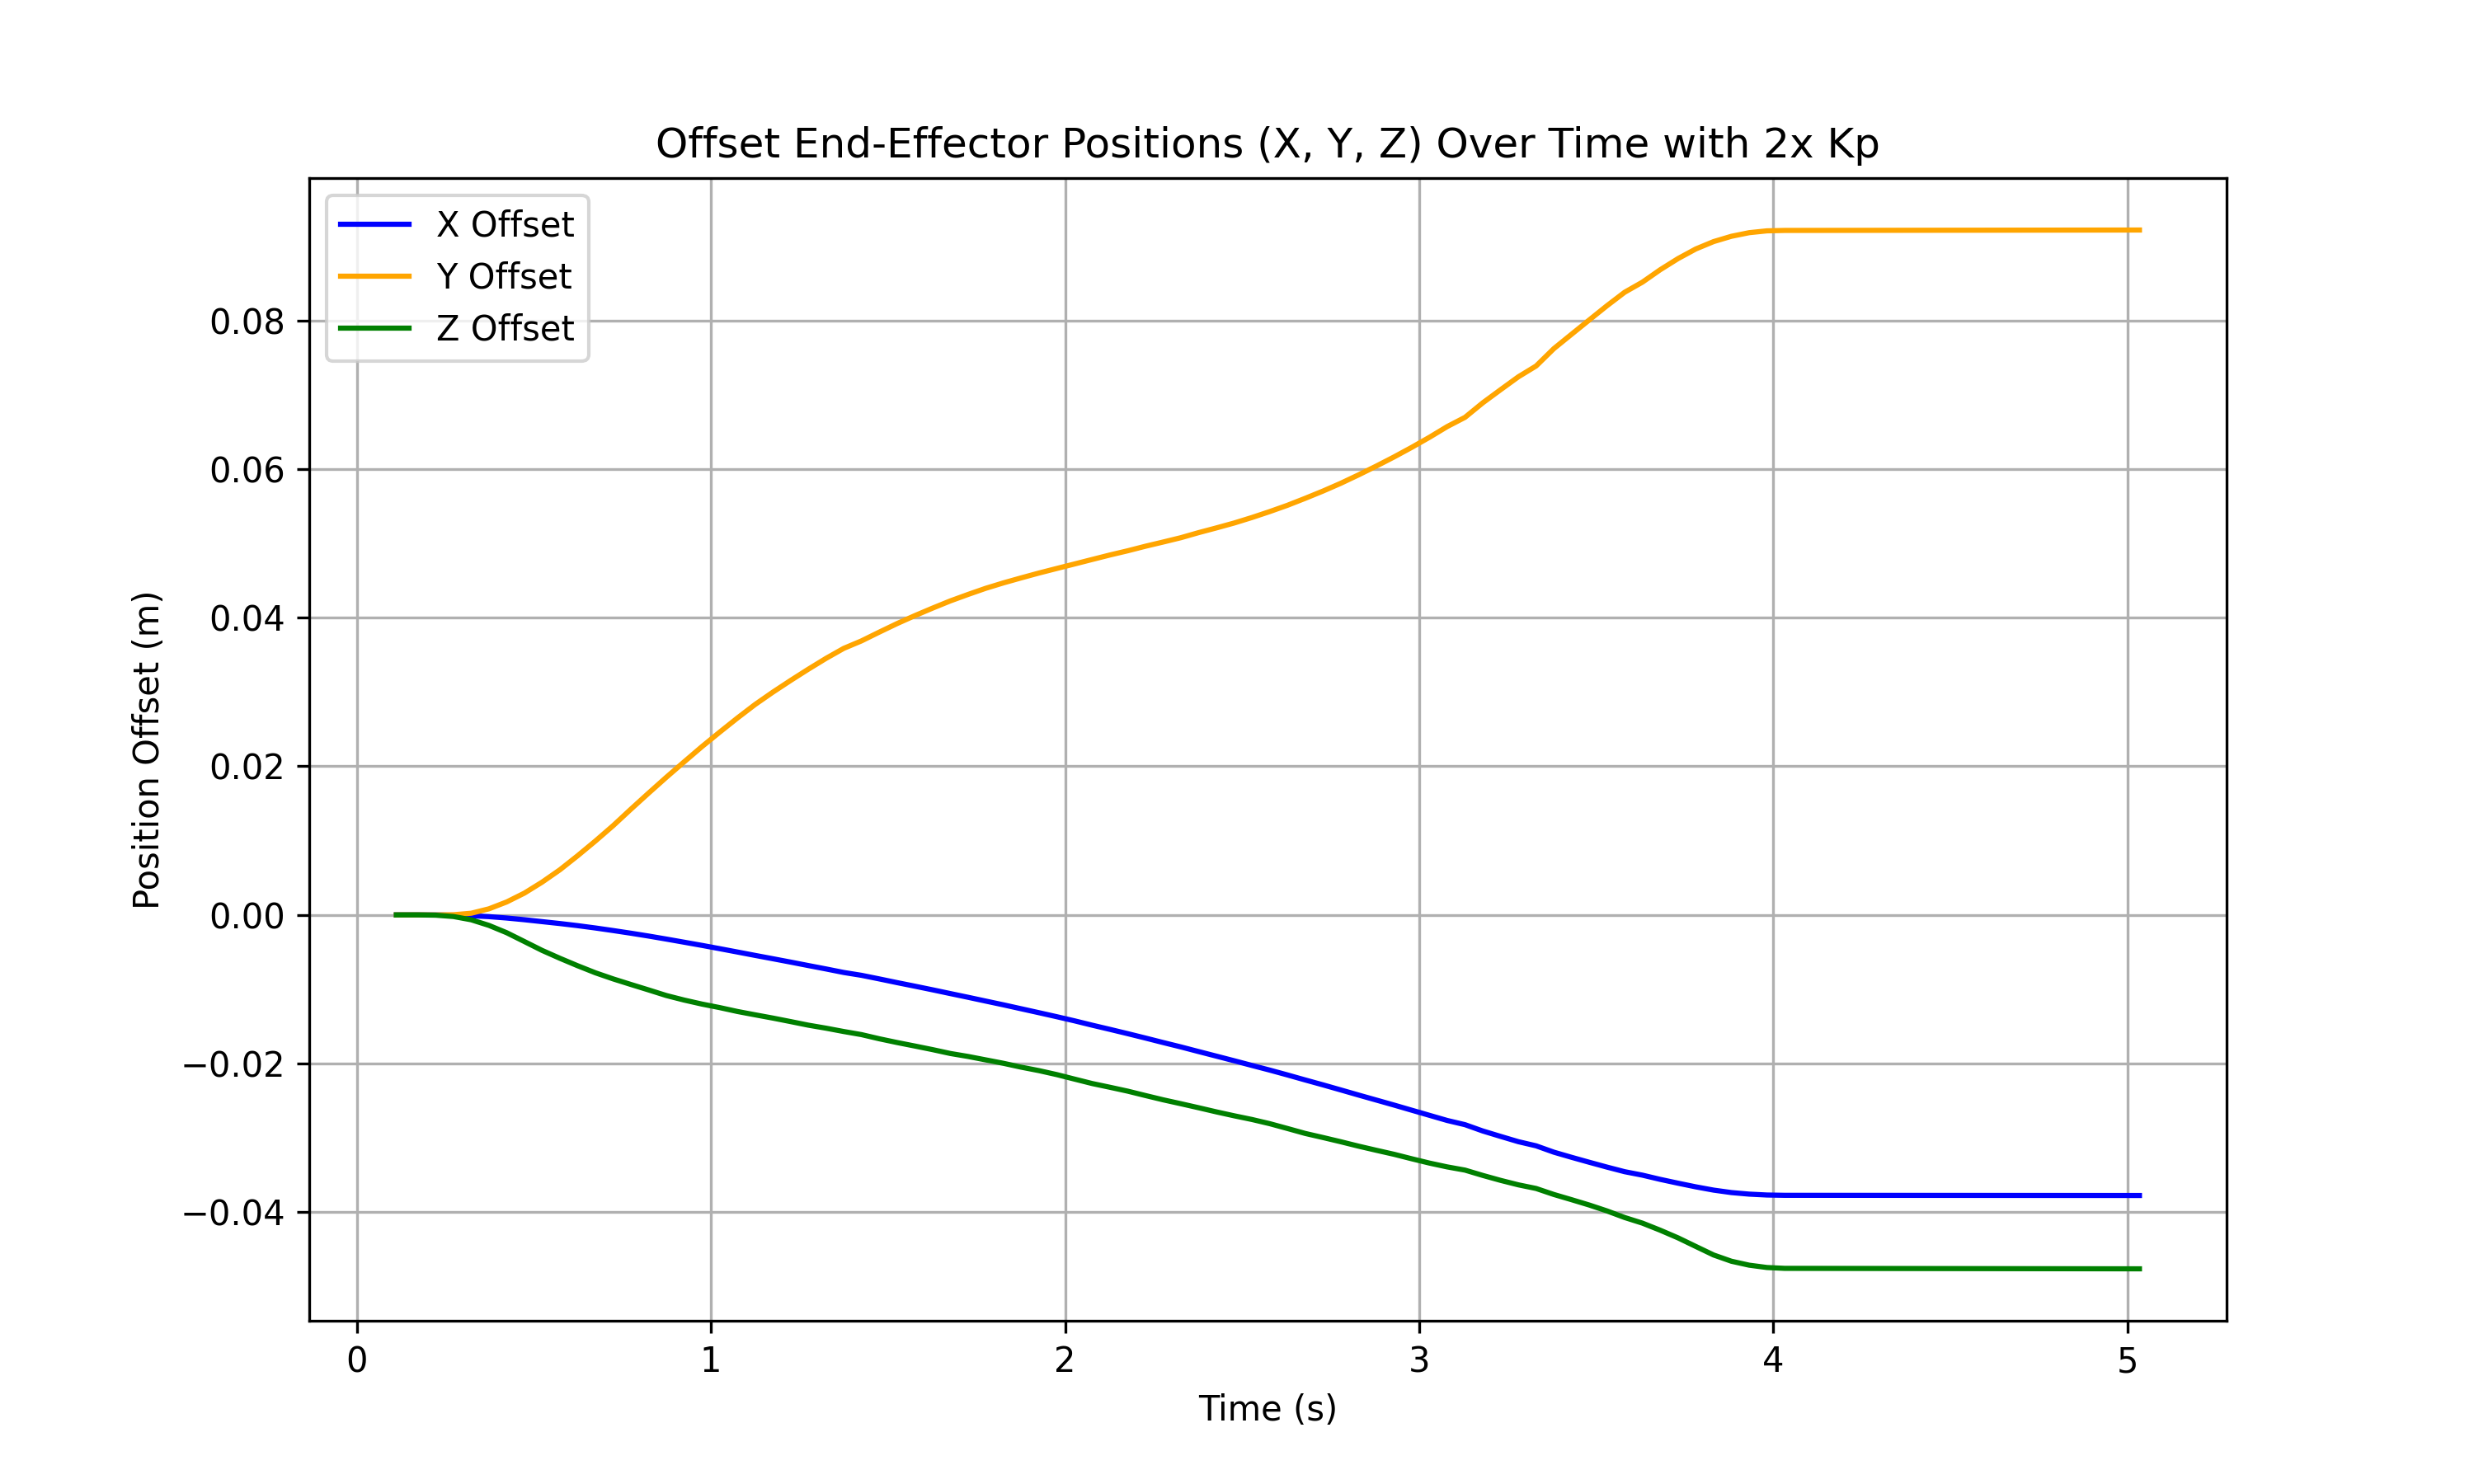 Offset End-Effector Positions (X, Y, Z) Over Time with 2x Kp
X Offset
Y Offset
Z Offset
Position Offset (m)
0.08
0.06
0.04
0.02
0.00
−0.02
−0.04
0 1 2 3 4 5
Time (s)